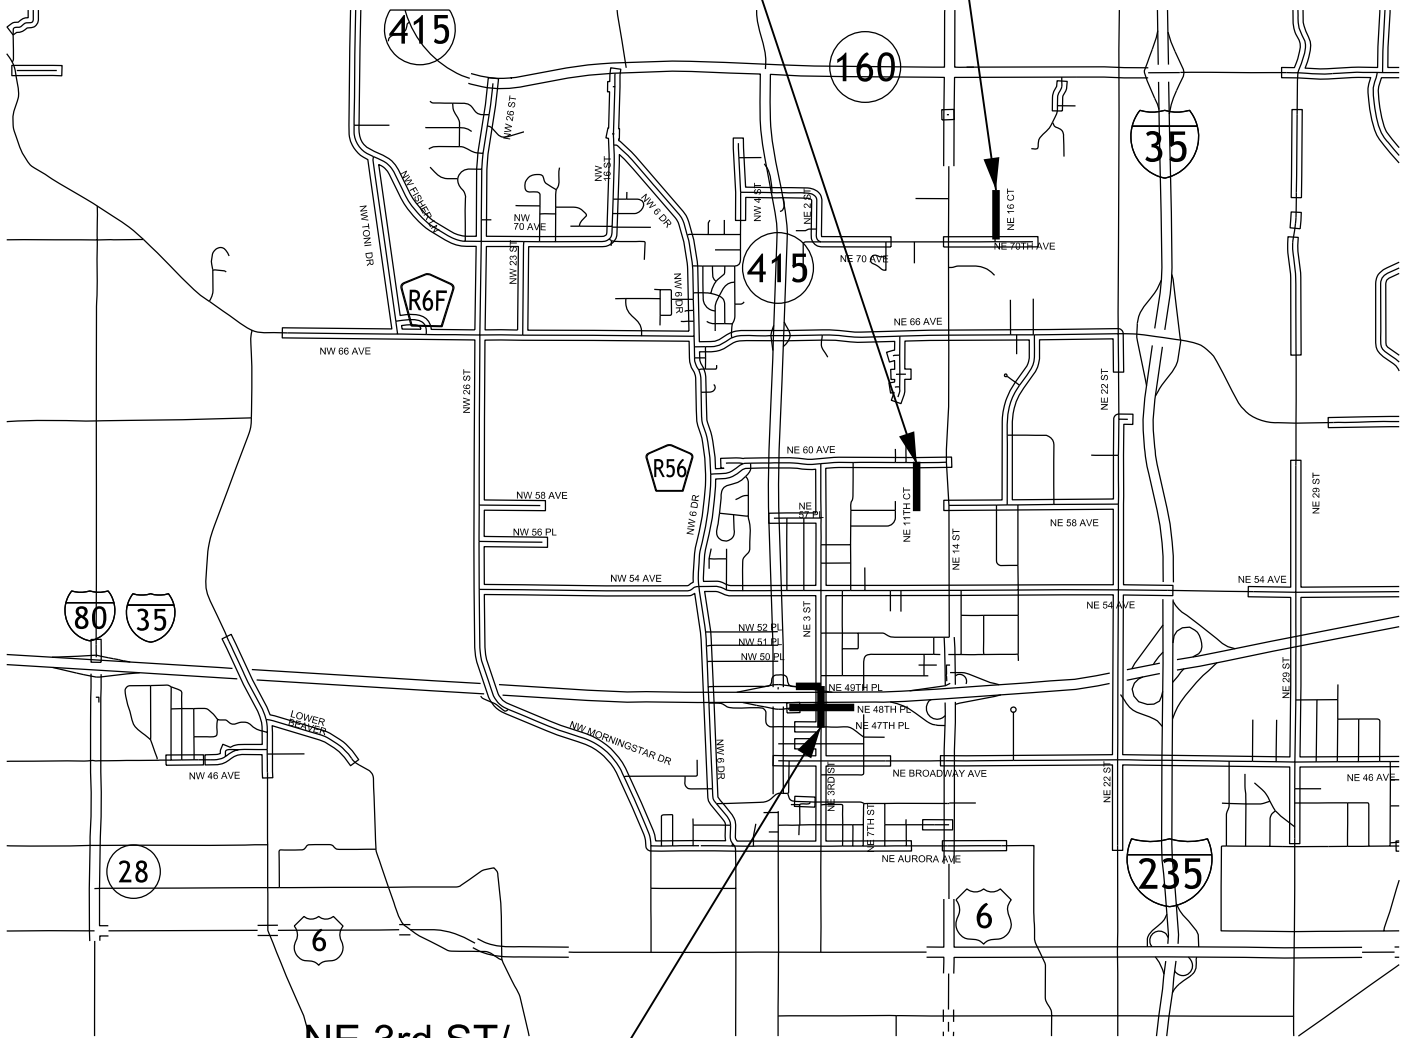 415
160
35
NW 26 ST
NW
16 ST
NW FISHER LN
NW TONI DR
NW 6 DR
NW
70 AVE
NW 23 ST
NW 4 ST
NE 2 ST
NE 16 CT
NE 70TH AVE
NE 70 AVE
415
R6F
NW 6 DR
NE 66 AVE
NW 66 AVE
NW 26 ST
NE 22 ST
R56
NE 60 AVE
NW 58 AVE
NW 56 PL
NW 6 DR
NE
57 PL
NE 11TH CT
NE 14 ST
NE 58 AVE
NE 29 ST
NW 54 AVE
NE 54 AVE
NE 54 AVE
80
35
NW 52 PL
NW 51 PL
NW 50 PL
NE 3 ST
NE 29 ST
NE 49TH PL
NE 48TH PL
NE 47TH PL
LOWER
BEAVER
NW MORNINGSTAR DR
NW 6 DR
NW 46 AVE
NE BROADWAY AVE
NE 3RD ST
NE 22 ST
NE 46 AVE
NE 7TH ST
NE AURORA AVE
28
235
6
6
NE 3rd ST/